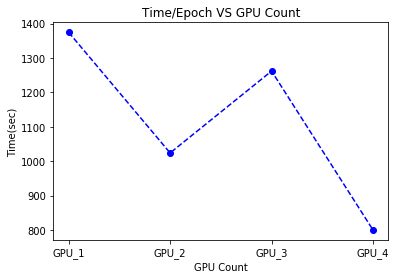 Time/Epoch VS GPU Count
1400
1300
1200
1100
1000
900
800
Time(sec)
GPU_1 GPU_2 GPU_3 GPU_4
GPU Count